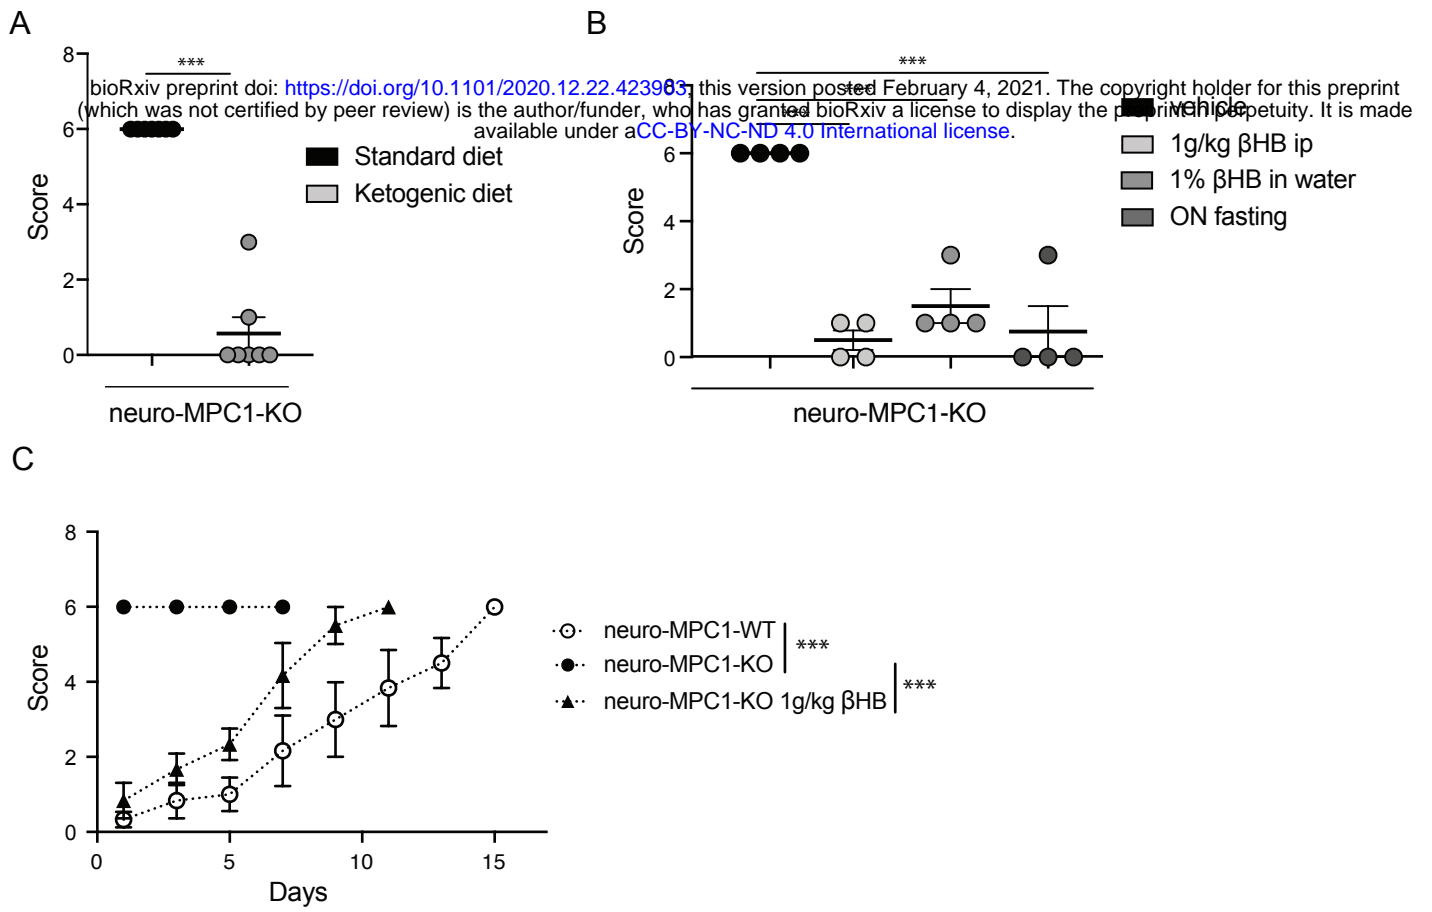 A
B
bioRxiv preprint doi: https://doi.org/10.1101/2020.12.22.423983; this version posted February 4, 2021. The copyright holder for this preprint
(which was not certified by peer review) is the author/funder, who has granted bioRxiv a license to display the preprint in perpetuity. It is made
available under aCC-BY-NC-ND 4.0 International license.
8
6
4
2
0
Score
***
Standard diet
Ketogenic diet
neuro-MPC1-KO
8
6
4
2
0
Score
***
***
***
vehicle
1g/kg βHB ip
1% βHB in water
ON fasting
neuro-MPC1-KO
C
8
6
4
2
0
Score
0 5 10 15
Days
neuro-MPC1-WT
neuro-MPC1-KO
neuro-MPC1-KO 1g/kg βHB
***
***